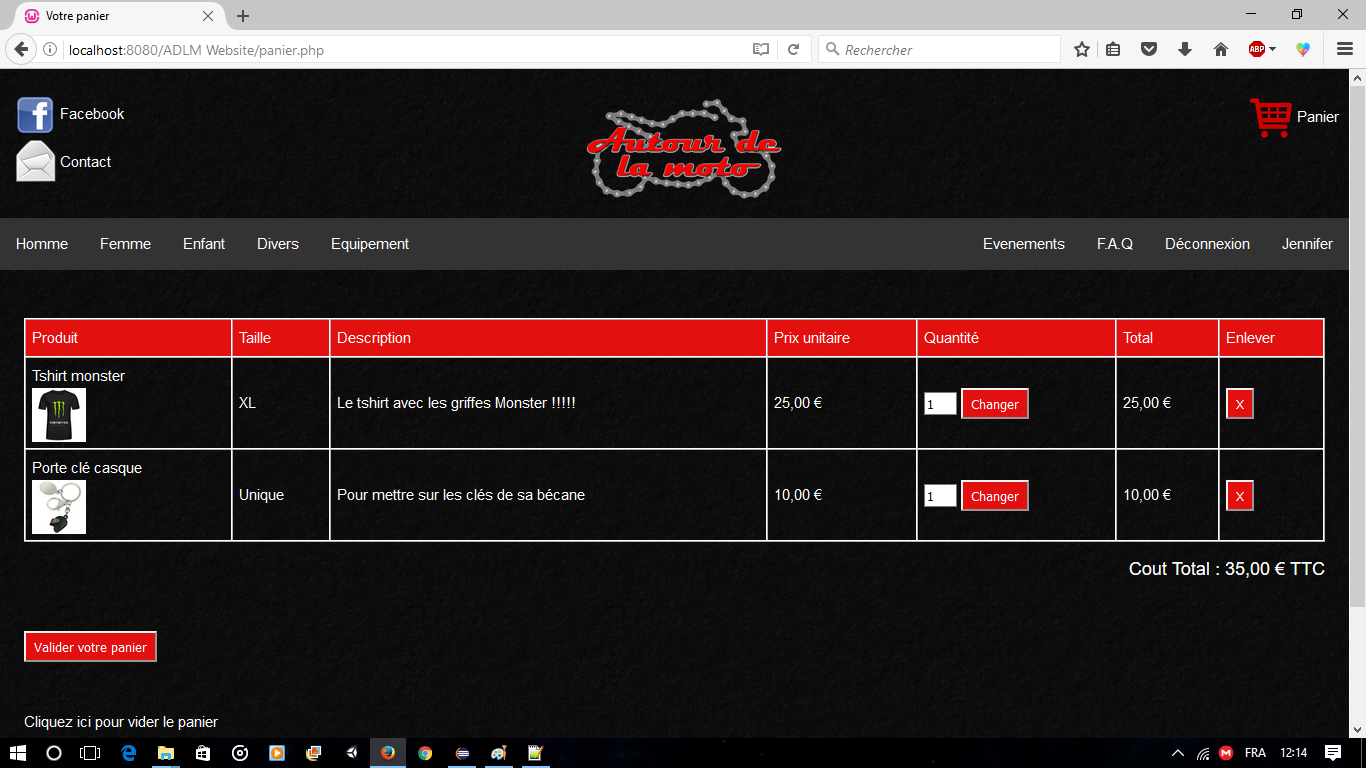 Votre panier
localhost:8080/ADLM Website/panier.php
Rechercher
ABP
Facebook
Contact
Autour de
la moto
Panier
Homme Femme Enfant Divers Equipement Evenements F.A.Q Déconnexion Jennifer
Produit Taille Description Prix unitaire Quantité Total Enlever
Tshirt monster
XL Le tshirt avec les griffes Monster !!!!! 25,00 € 1 Changer 25,00 € X
Porte clé casque
Unique Pour mettre sur les clés de sa bécane 10,00 € 1 Changer 10,00 € X
Cout Total : 35,00 € TTC
Valider votre panier
Cliquez ici pour vider le panier
FRA 12:14